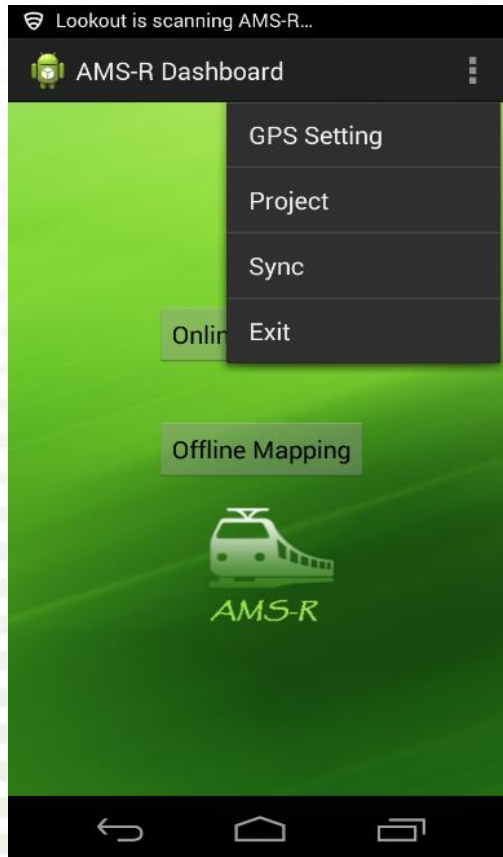 Lookout is scanning AMS-R...
AMS-R Dashboard
GPS Setting
Project
Sync
Exit
Onlin
Offline Mapping
AMS-R